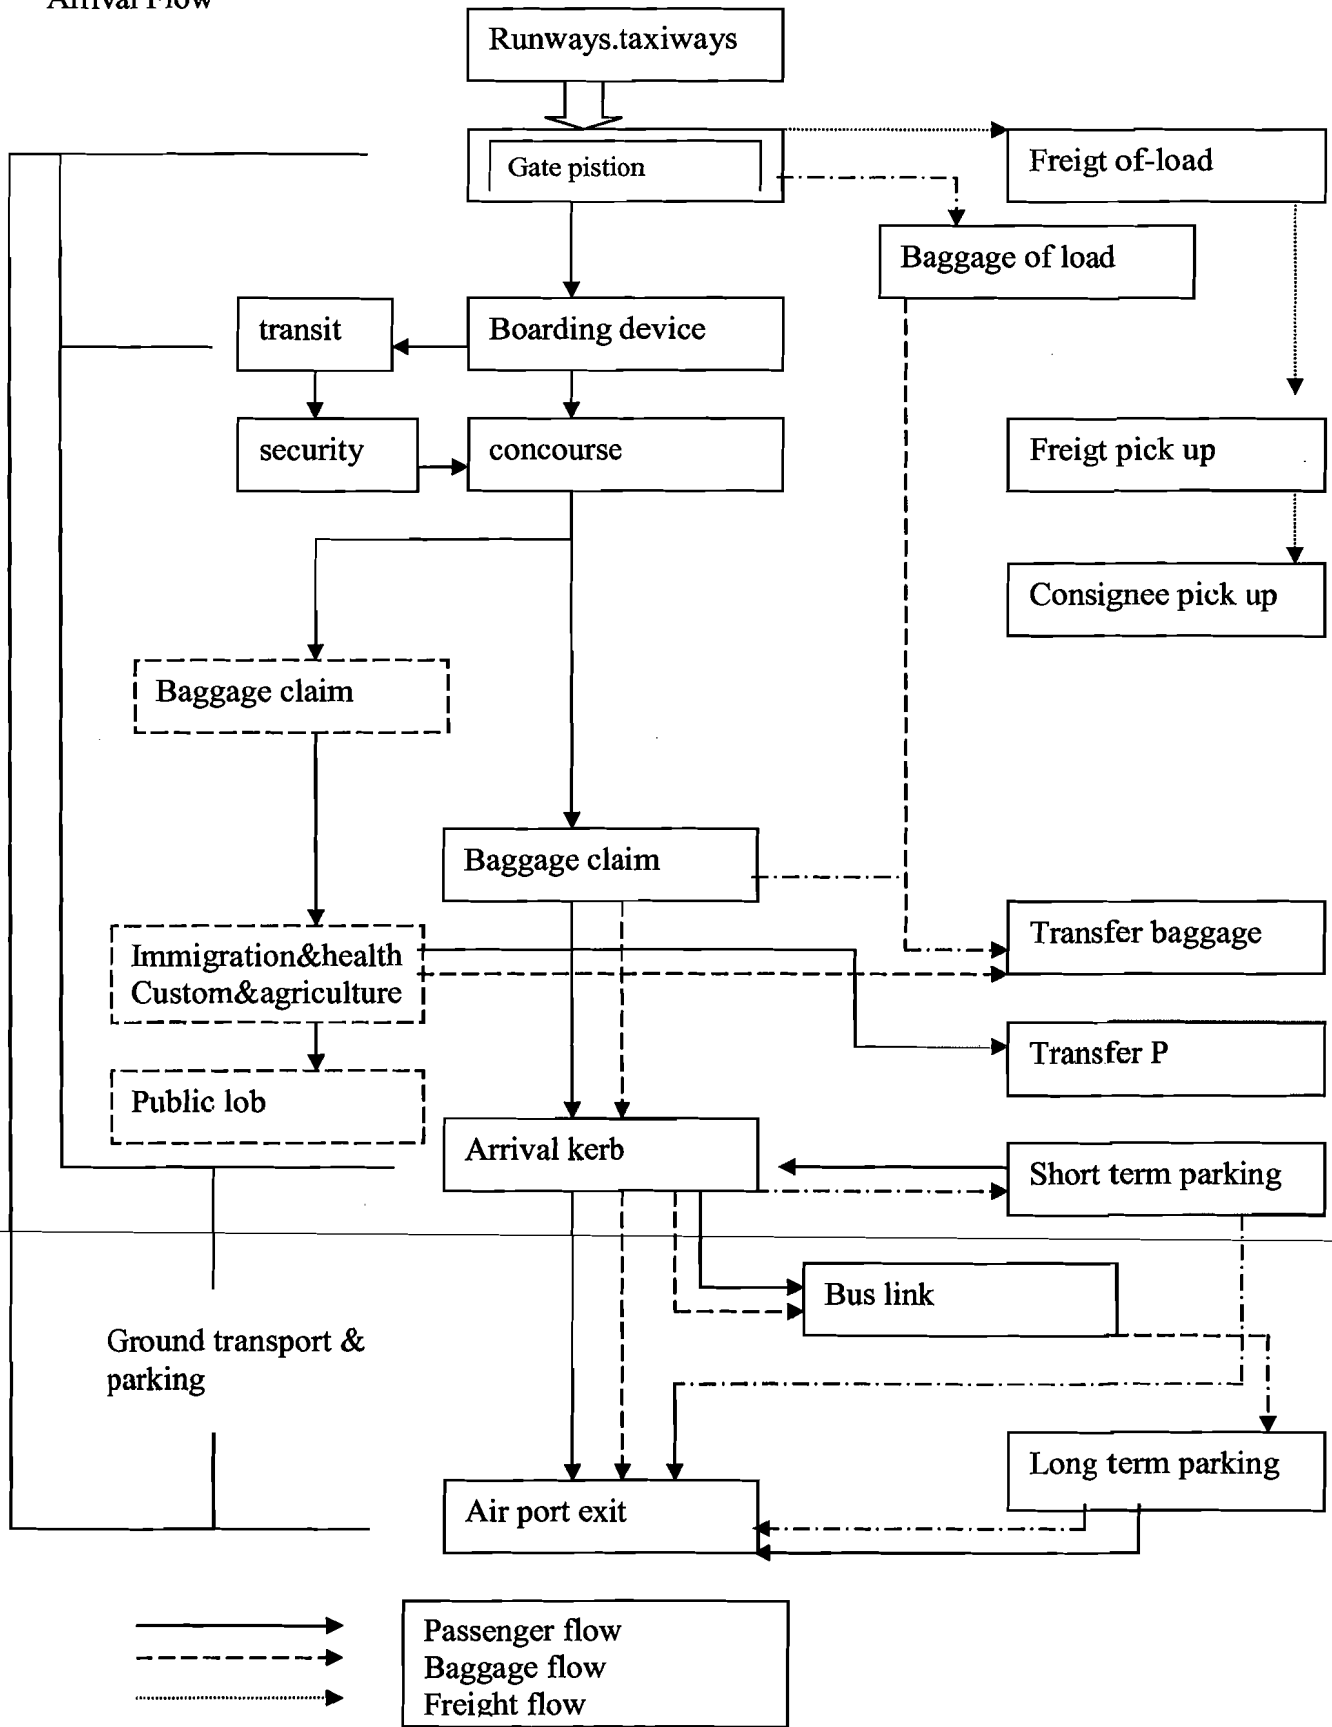 Arrival Flow
Runways.taxiways
Gate pistion
Freigt of-load
Baggage of load
transit
Boarding device
security
concourse
Freigt pick up
Consignee pick up
Baggage claim
Baggage claim
Immigration&health
Custom&agriculture
Transfer baggage
Transfer P
Public lob
Arrival kerb
Short term parking
Bus link
Ground transport &
parking
Long term parking
Air port exit
Passenger flow
Baggage flow
Freight flow